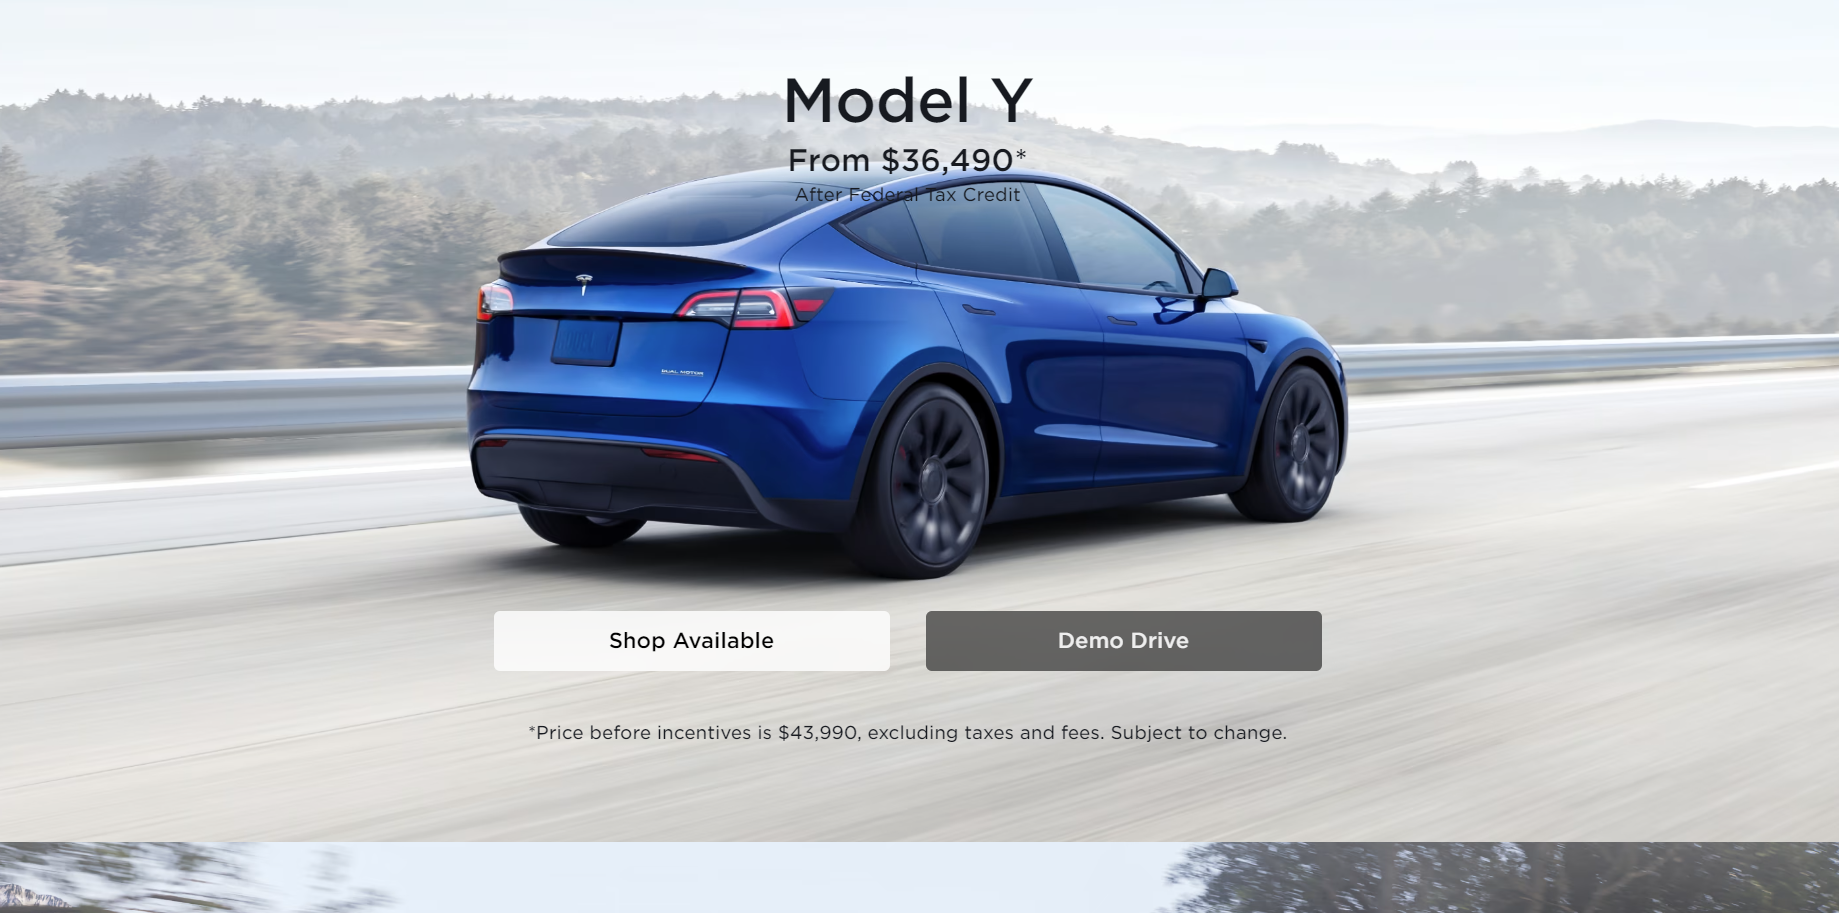 Model Y
From $36,490*
After Federal Tax Credit
DUAL MOTOR
Shop Available
Demo Drive
*Price before incentives is $43,990, excluding taxes and fees. Subject to change.